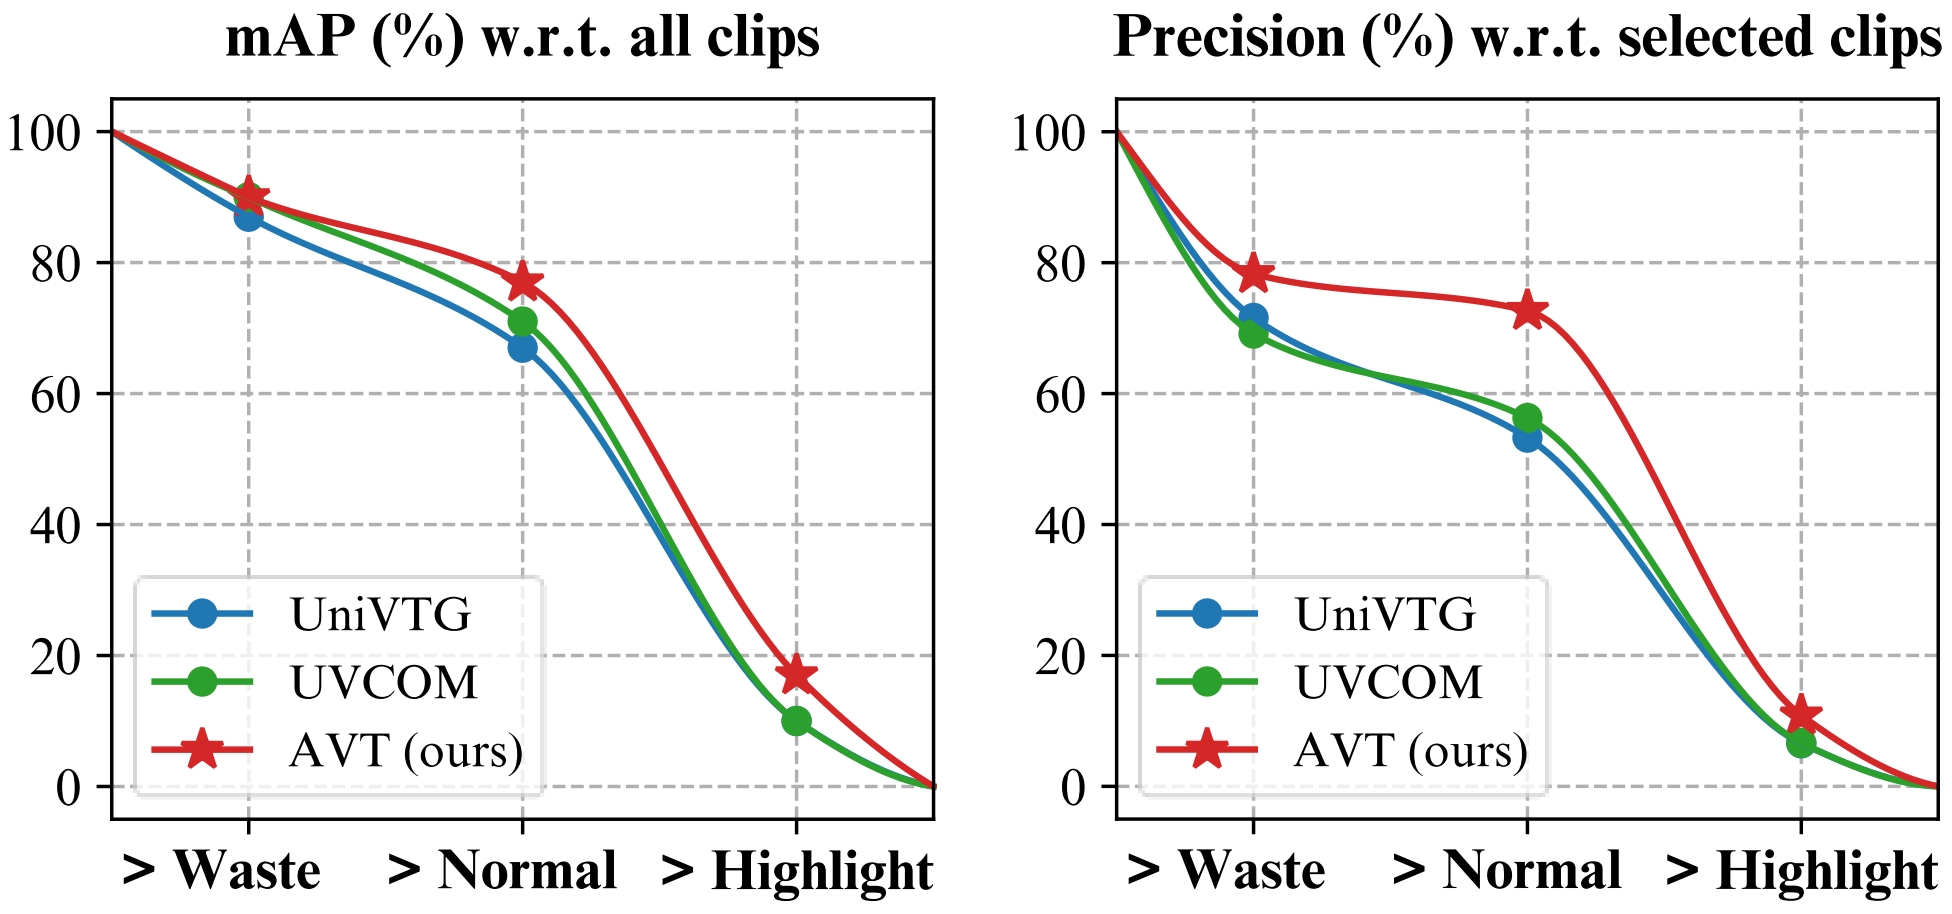 mAP (%) w.r.t. all clips
100
80
60
40
20
0
UniVTG
UVCOM
AVT (ours)
> Waste > Normal > Highlight
Precision (%) w.r.t. selected clips
100
80
60
40
20
0
UniVTG
UVCOM
AVT (ours)
> Waste > Normal > Highlight